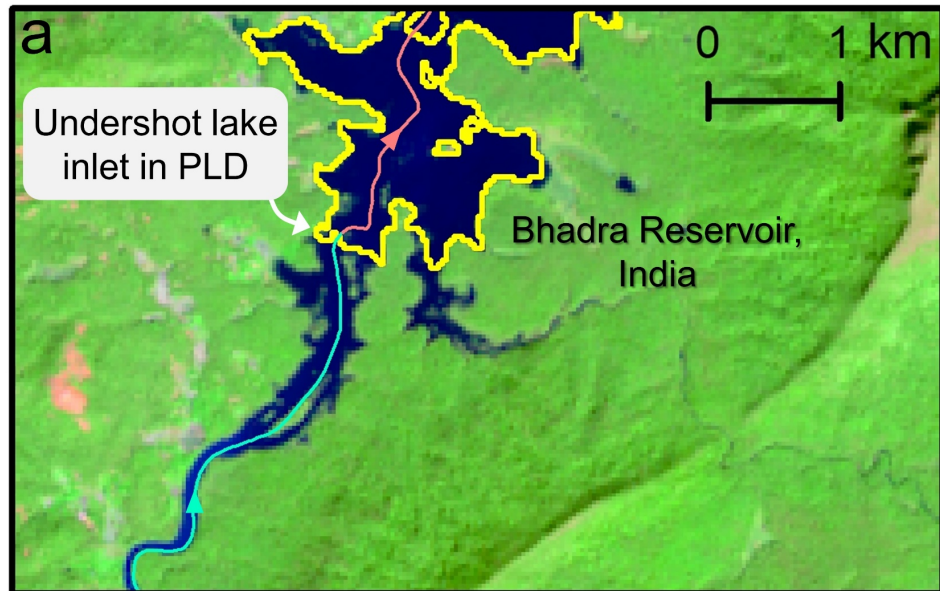 a
0 1 km
Undershot lake
inlet in PLD
Bhadra Reservoir,
India